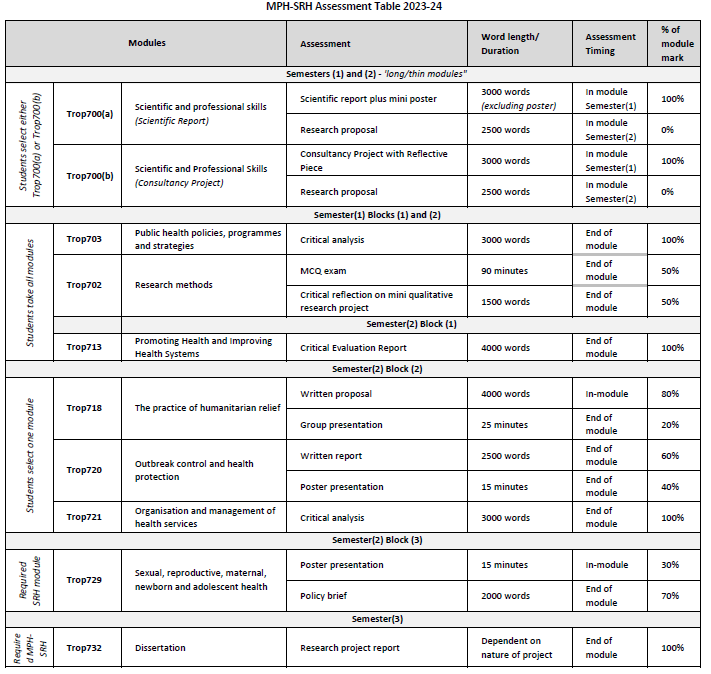 MPH-SRH Assessment Table 2023-24
Modules
Assessment
Word length/
Duration
Assessment
Timing
% of
module
mark
Semesters (1) and (2) - 'long/thin modules"
Students select either
Trop700(a) or Trop700(b)
Trop700(a)
Scientific and professional skills
(Scientific Report)
Scientific report plus mini poster
3000 words
(excluding poster)
In module
Semester(1)
100%
Research proposal
2500 words
In module
Semester(2)
0%
Trop700(b)
Scientific and Professional Skills
(Consultancy Project)
Consultancy Project with Reflective
Piece
3000 words
In module
Semester(1)
100%
Research proposal
2500 words
In module
Semester(2)
0%
Semester(1) Blocks (1) and (2)
Students take all modules
Trop703
Public health policies, programmes
and strategies
Critical analysis
3000 words
End of
module
100%
Trop702
Research methods
MCQ exam
90 minutes
End of
module
50%
Critical reflection on mini qualitative
research project
1500 words
End of
module
50%
Semester(2) Block (1)
Trop713
Promoting Health and Improving
Health Systems
Critical Evaluation Report
4000 words
End of
module
100%
Semester(2) Block (2)
Students select one module
Trop718
The practice of humanitarian relief
Written proposal
4000 words
In-module
80%
Group presentation
25 minutes
End of
module
20%
Trop720
Outbreak control and health
protection
Written report
2500 words
End of
module
60%
Poster presentation
15 minutes
End of
module
40%
Trop721
Organisation and management of
health services
Critical analysis
3000 words
End of
module
100%
Semester(2) Block (3)
Required
SRH module
Trop729
Sexual, reproductive, maternal,
newborn and adolescent health
Poster presentation
15 minutes
In-module
30%
Policy brief
2000 words
End of
module
70%
Semester(3)
Require
d MPH-
SRH
Trop732
Dissertation
Research project report
Dependent on
nature of project
End of
module
100%